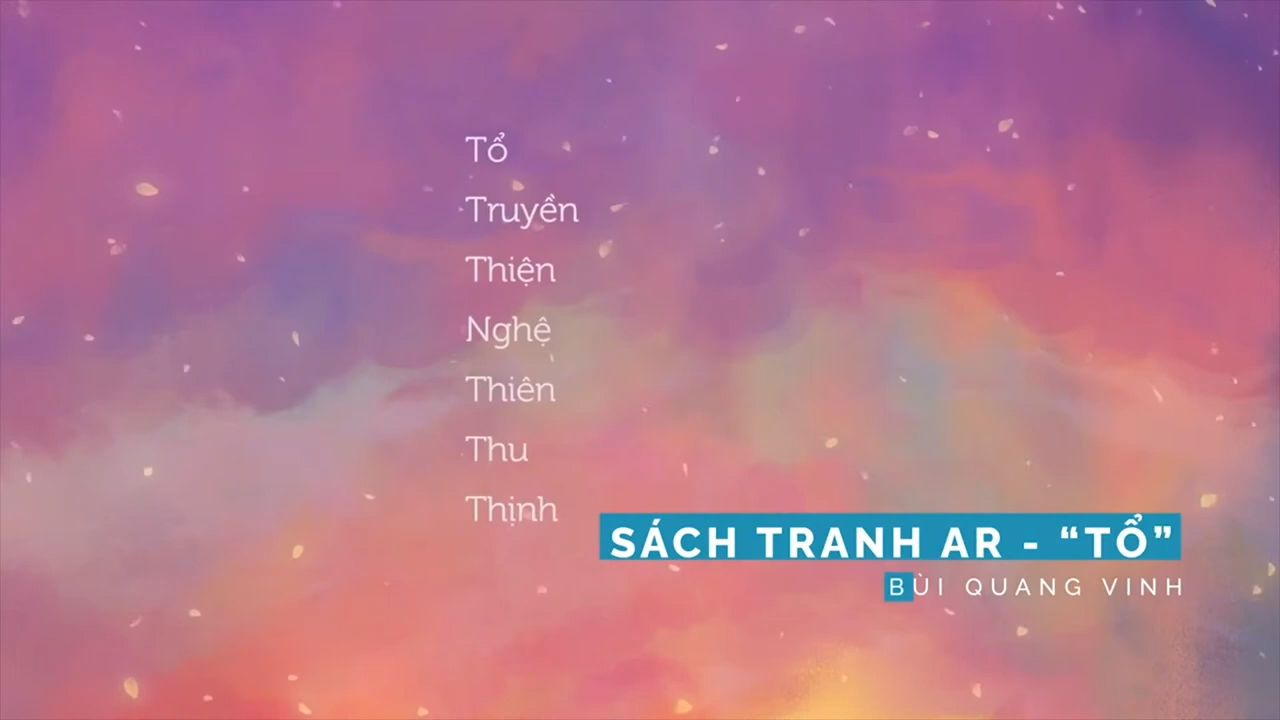 Tổ
Truyền
Thiện
Nghệ
Thiên
Thu
Thịnh
SÁCH TRANH AR - “TỔ”
BÙI QUANG VINH